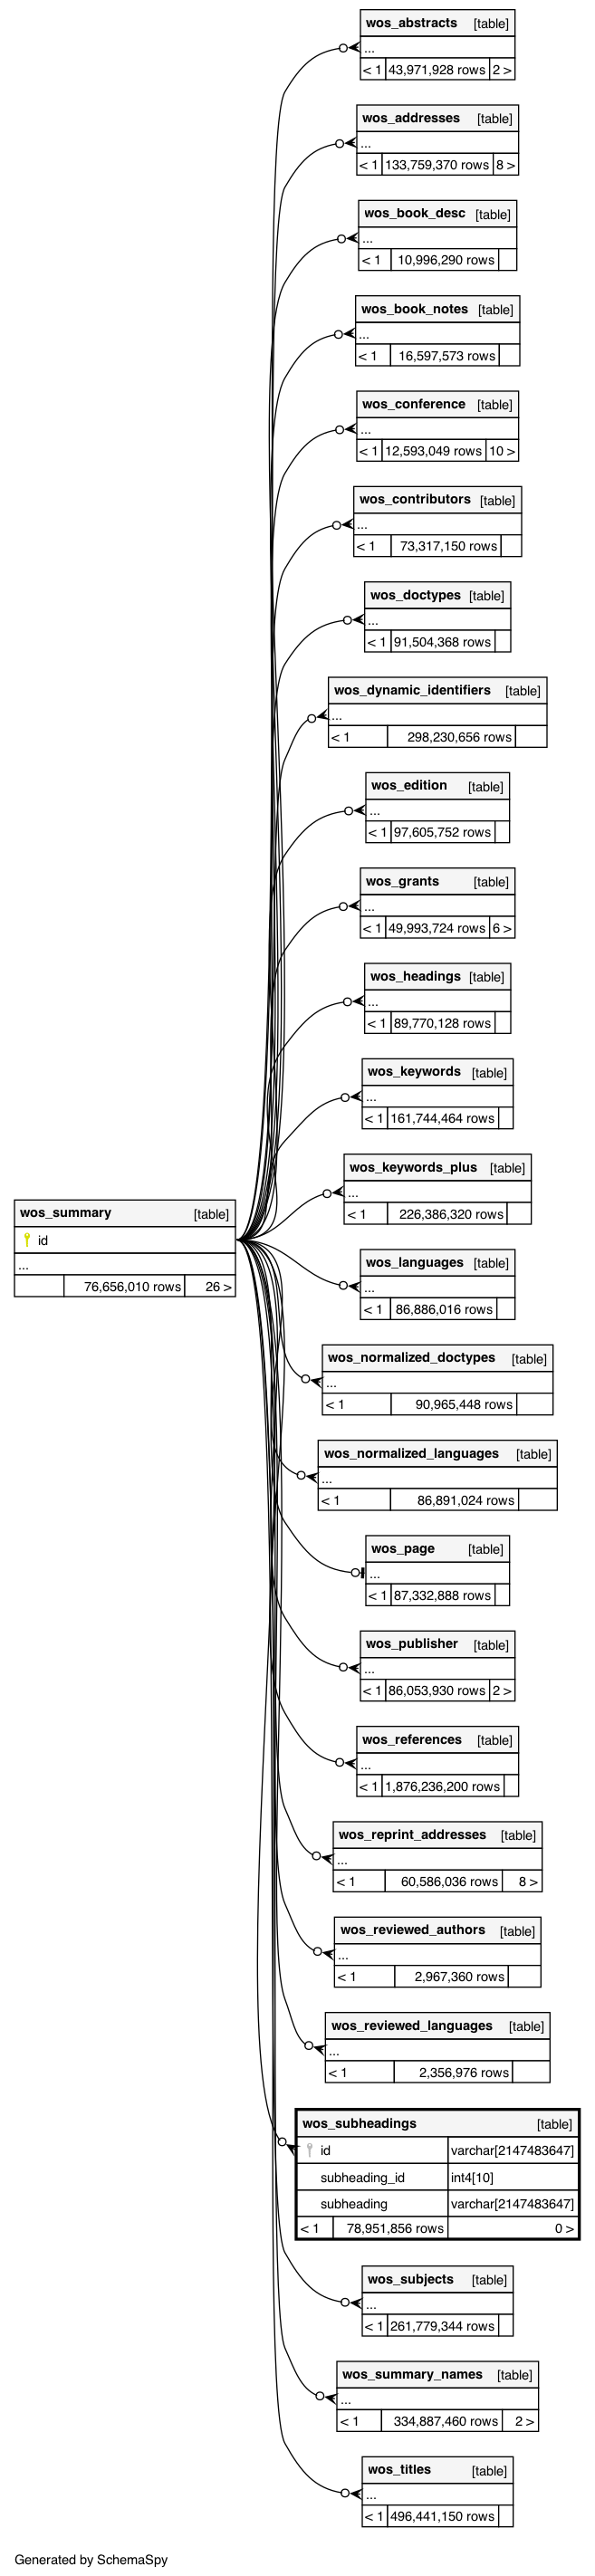 wos_abstracts [table]
...
< 1 43,971,928 rows 2 >
wos_addresses [table]
...
< 1 133,759,370 rows 8 >
wos_book_desc [table]
...
< 1 10,996,290 rows
wos_book_notes [table]
...
< 1 16,597,573 rows
wos_conference [table]
...
< 1 12,593,049 rows 10 >
wos_contributors [table]
...
< 1 73,317,150 rows
wos_doctypes [table]
...
< 1 91,504,368 rows
wos_dynamic_identifiers [table]
...
< 1 298,230,656 rows
wos_edition [table]
...
< 1 97,605,752 rows
wos_grants [table]
...
< 1 49,993,724 rows 6 >
wos_headings [table]
...
< 1 89,770,128 rows
wos_keywords [table]
...
< 1 161,744,464 rows
wos_keywords_plus [table]
...
< 1 226,386,320 rows
wos_summary [table]
id
...
76,656,010 rows 26 >
wos_languages [table]
...
< 1 86,886,016 rows
wos_normalized_doctypes [table]
...
< 1 90,965,448 rows
wos_normalized_languages [table]
...
< 1 86,891,024 rows
wos_page [table]
...
< 1 87,332,888 rows
wos_publisher [table]
...
< 1 86,053,930 rows 2 >
wos_references [table]
...
< 1 1,876,236,200 rows
wos_reprint_addresses [table]
...
< 1 60,586,036 rows 8 >
wos_reviewed_authors [table]
...
< 1 2,967,360 rows
wos_reviewed_languages [table]
...
< 1 2,356,976 rows
wos_subheadings [table]
id varchar[2147483647]
subheading_id int4[10]
subheading varchar[2147483647]
< 1 78,951,856 rows 0 >
wos_subjects [table]
...
< 1 261,779,344 rows
wos_summary_names [table]
...
< 1 334,887,460 rows 2 >
wos_titles [table]
...
< 1 496,441,150 rows
Generated by SchemaSpy